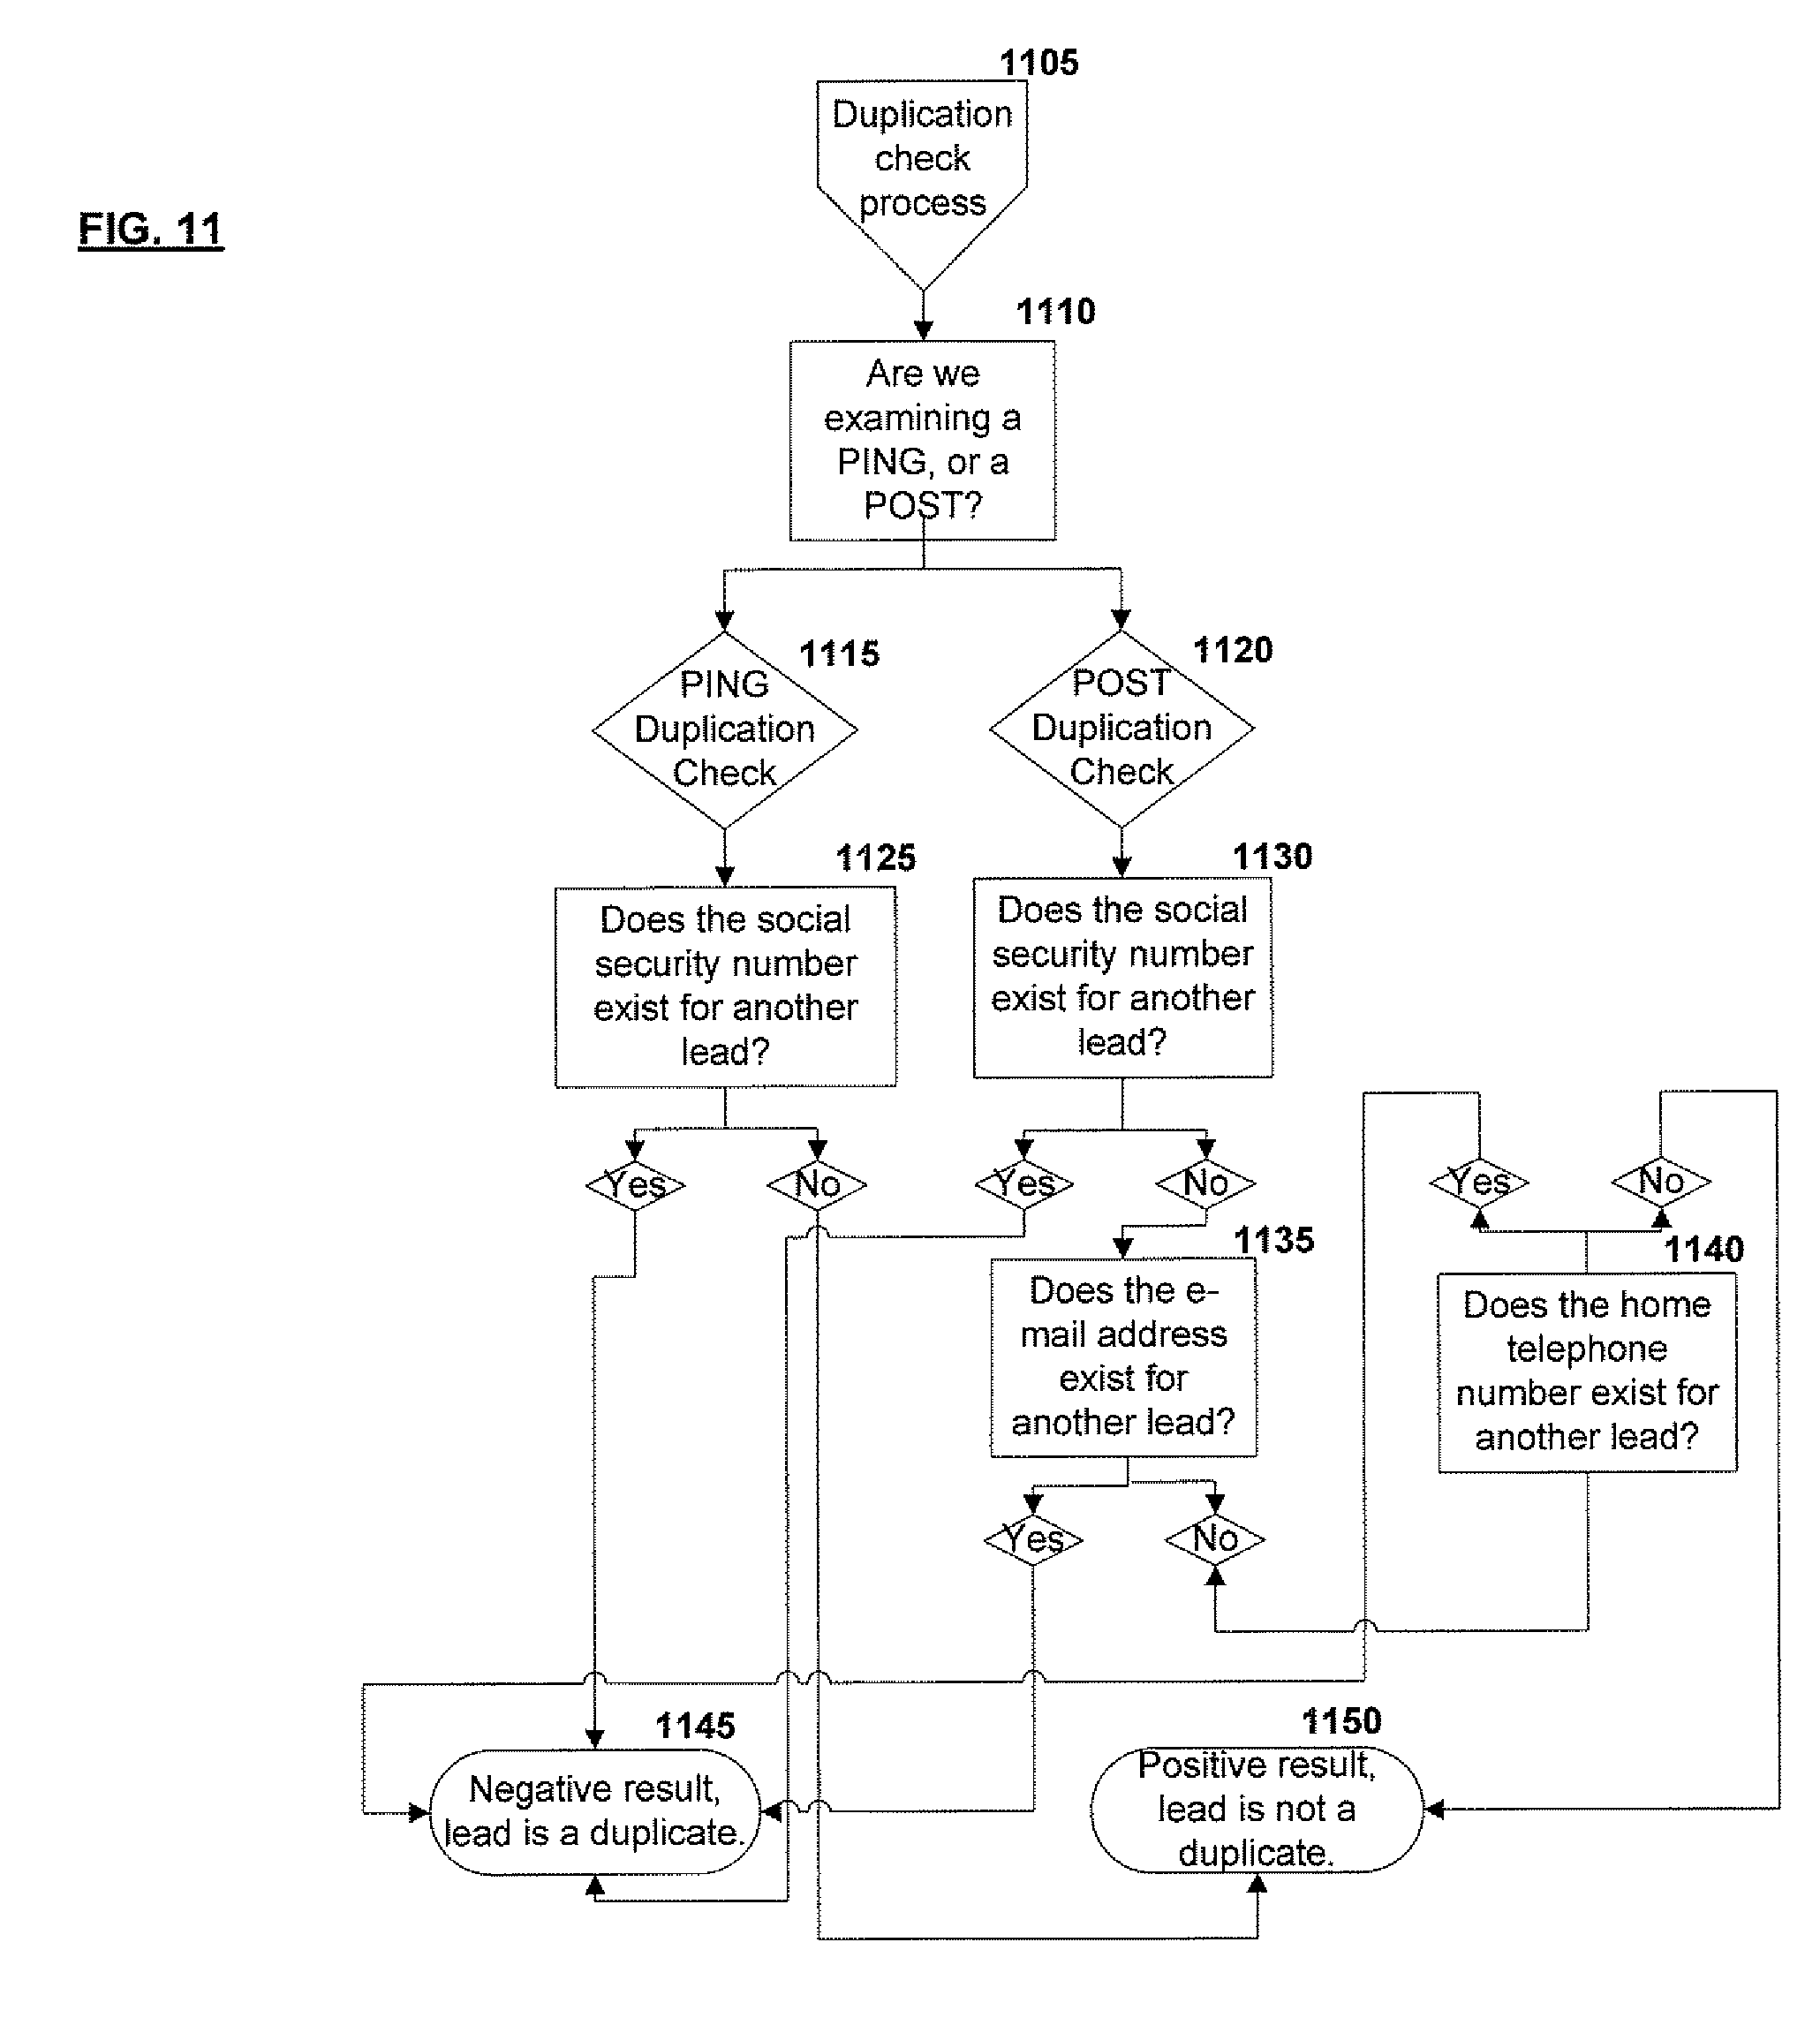 1105
Duplication
check
process
FIG. 11
1110
Are we
examining a
PING, or a
POST?
1115
PING
Duplication
Check
1120
POST
Duplication
Check
1125
Does the social
security number
exist for another
lead?
1130
Does the social
security number
exist for another
lead?
Yes
No
Yes
No
Yes
No
1135
Does the e-
mail address
exist for
another lead?
1140
Does the home
telephone
number exist for
another lead?
Yes
No
1145
Negative result,
lead is a duplicate.
1150
Positive result,
lead is not a
duplicate.